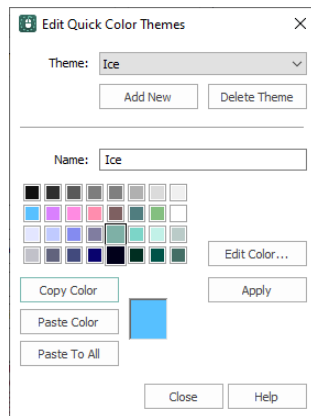 Edit Quick Color Themes
Theme: Ice
Add New Delete Theme
Name: Ice
Edit Color...
Copy Color Apply
Paste Color
Paste To All
Close Help